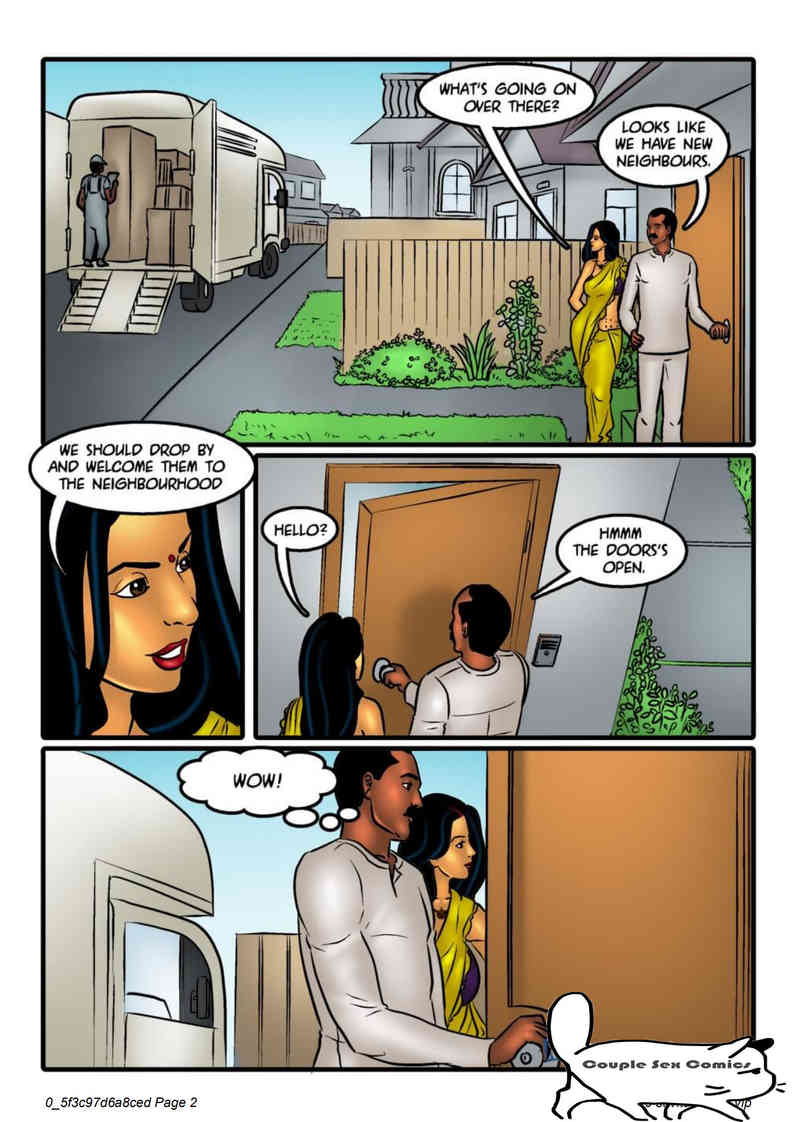 WHAT'S GOING ON
OVER THERE?
LOOKS LIKE
WE HAVE NEW
NEIGHBOURS.
WE SHOULD DROP BY
AND WELCOME THEM TO
THE NEIGHBOURHOOD
HELLO?
HMMM
THE DOORS'S
OPEN.
WOW!
Couple Sex Comics
0_5f3c97d6a8ced Page 2